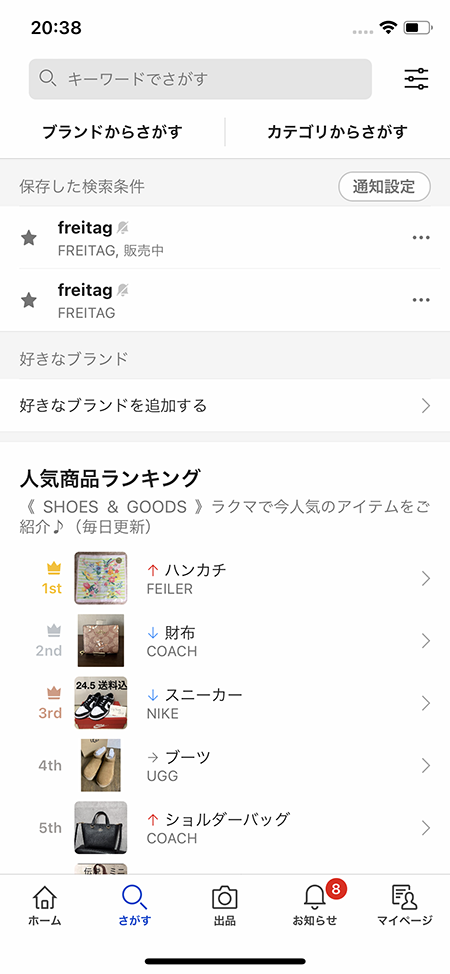 20:38
キーワードでさがす
ブランドからさがす
カテゴリからさがす
保存した検索条件
通知設定
freitag
FREITAG, 販売中
freitag
FREITAG
好きなブランド
好きなブランドを追加する
人気商品ランキング
《 SHOES & GOODS 》ラクマで今人気のアイテムをご
紹介♪（毎日更新）
1st
↑ ハンカチ
FEILER
2nd
↓ 財布
COACH
3rd
24.5 送料込
↓ スニーカー
NIKE
4th
→ ブーツ
UGG
5th
↑ ショルダーバッグ
COACH
ミニ
ホーム
さがす
出品
8
お知らせ
マイページ